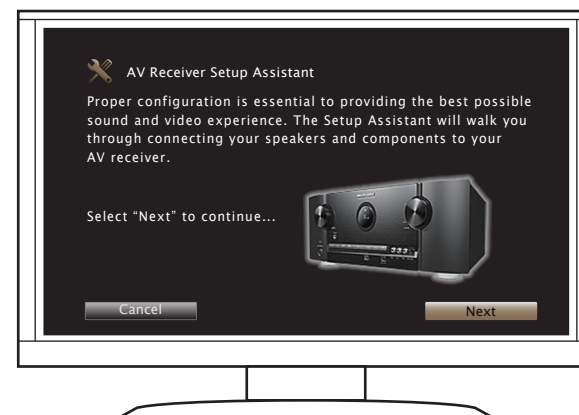 AV Receiver Setup Assistant
Proper configuration is essential to providing the best possible
sound and video experience. The Setup Assistant will walk you
through connecting your speakers and components to your
AV receiver.
Select “Next” to continue...
Cancel
Next